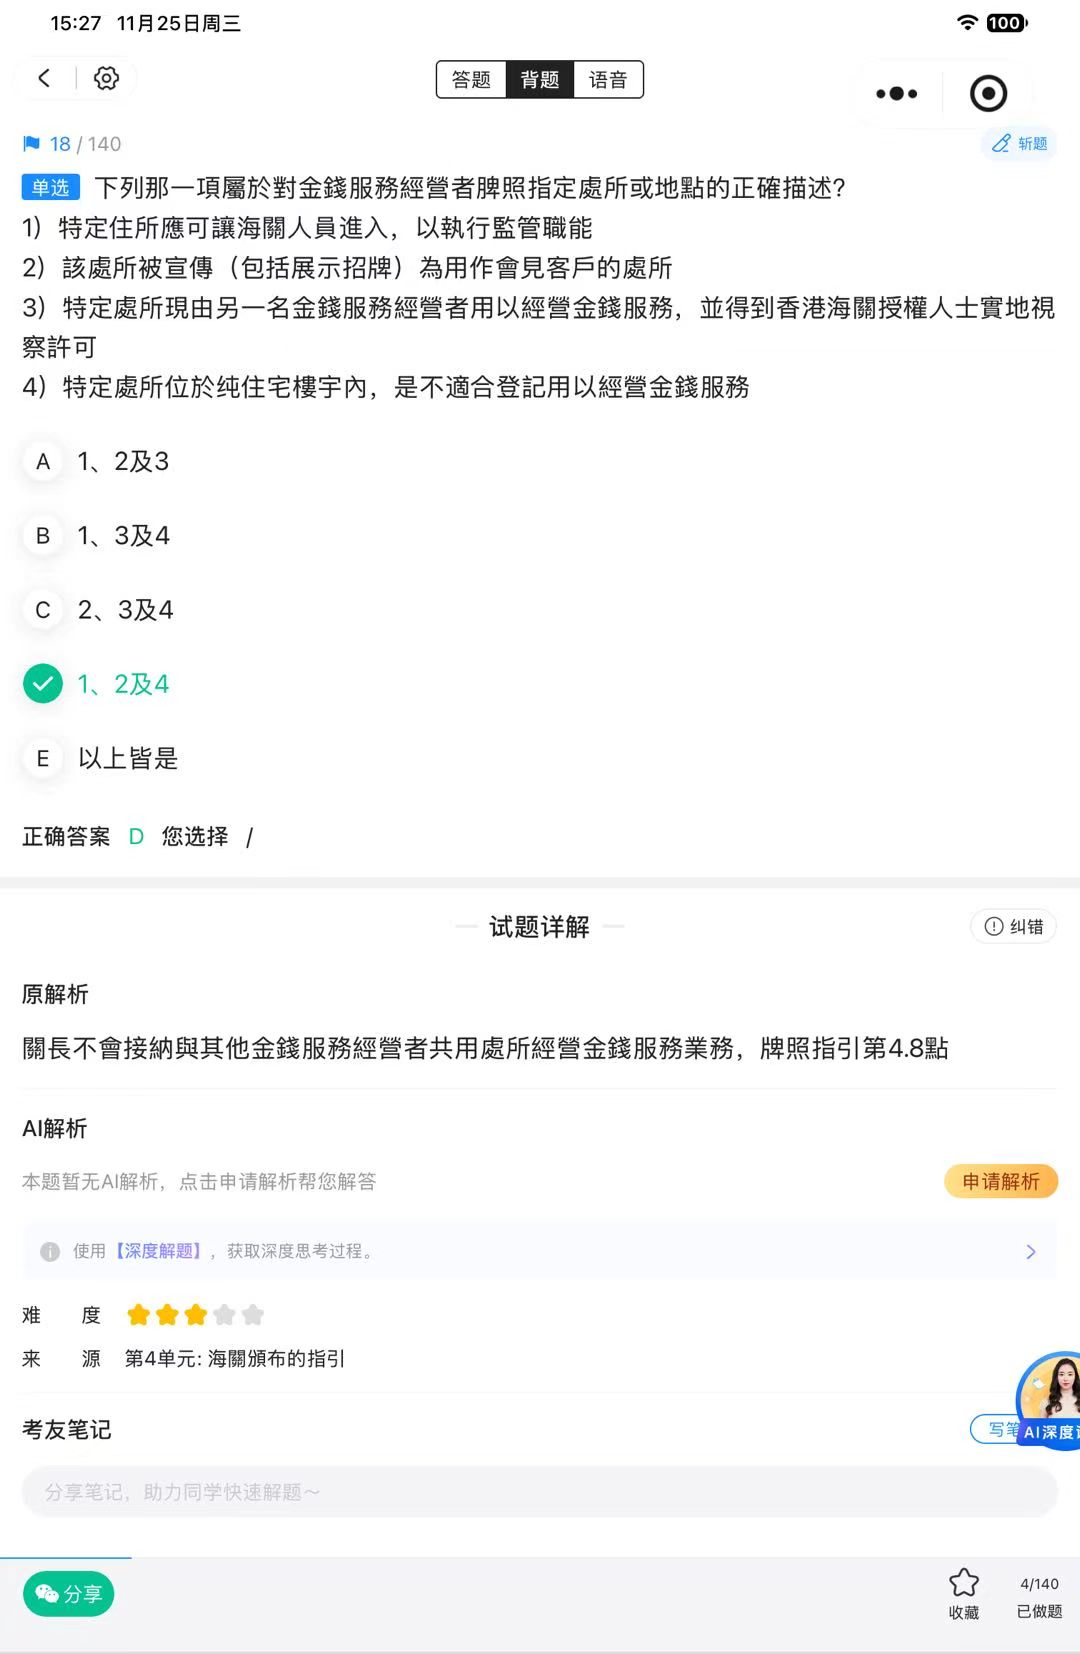 15:27 11月25日周三
100
答题 背题 语音
18 / 140
斩题
单选 下列那一項屬於對金錢服務經營者脾照指定處所或地點的正確描述?
1）特定住所應可讓海關人員進入，以執行監管職能
2）該處所被宣傳（包括展示招牌）為用作會見客戶的處所
3）特定處所現由另一名金錢服務經營者用以經營金錢服務，並得到香港海關授權人士實地視
察許可
4）特定處所位於纯住宅樓宇內，是不適合登記用以經營金錢服務
A 1、2及3
B 1、3及4
C 2、3及4
1、2及4
E 以上皆是
正确答案 D 您选择 /
试题详解
纠错
原解析
關長不會接納與其他金錢服務經營者共用處所經營金錢服務業務，牌照指引第4.8點
AI解析
本题暂无AI解析，点击申请解析帮您解答
申请解析
使用【深度解题】，获取深度思考过程。
难 度
来 源 第4单元: 海關頒布的指引
考友笔记
写笔
AI深度
分享笔记，助力同学快速解题～
分享
收藏
4/140
已做题